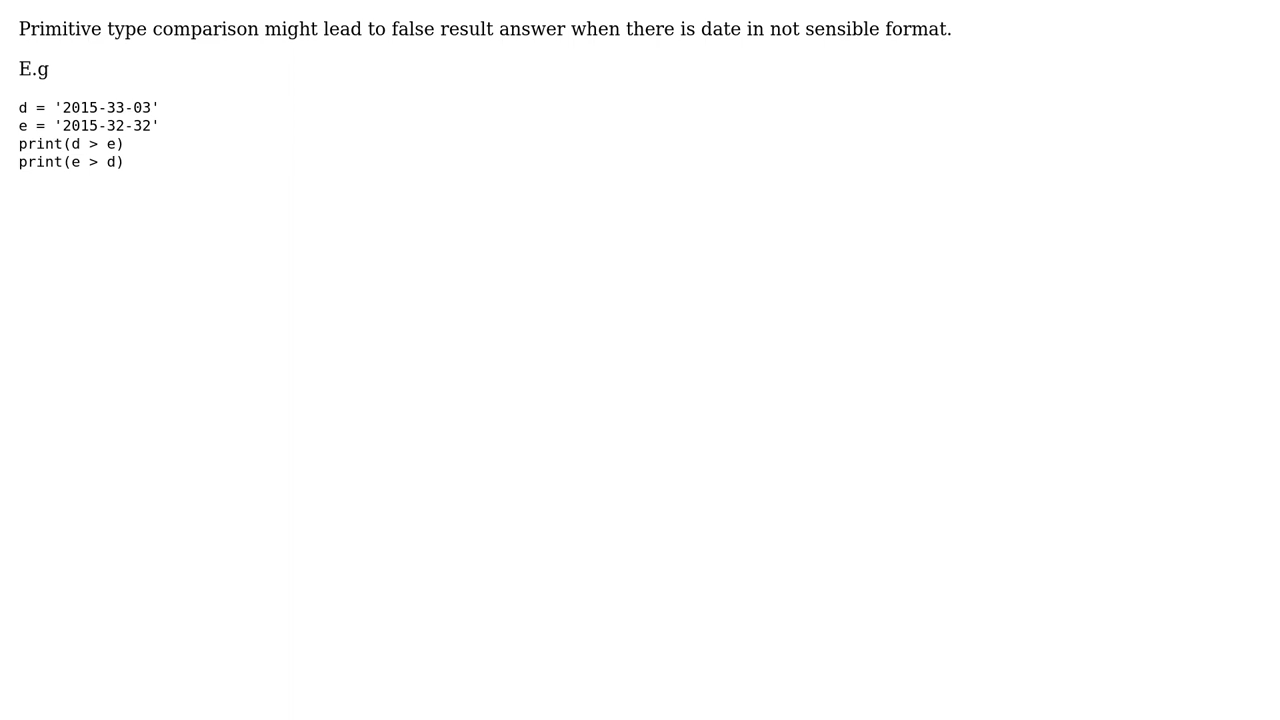 Primitive type comparison might lead to false result answer when there is date in not sensible format.
E.g
d = '2015-33-03'
e = '2015-32-32'
print(d > e)
print(e > d)